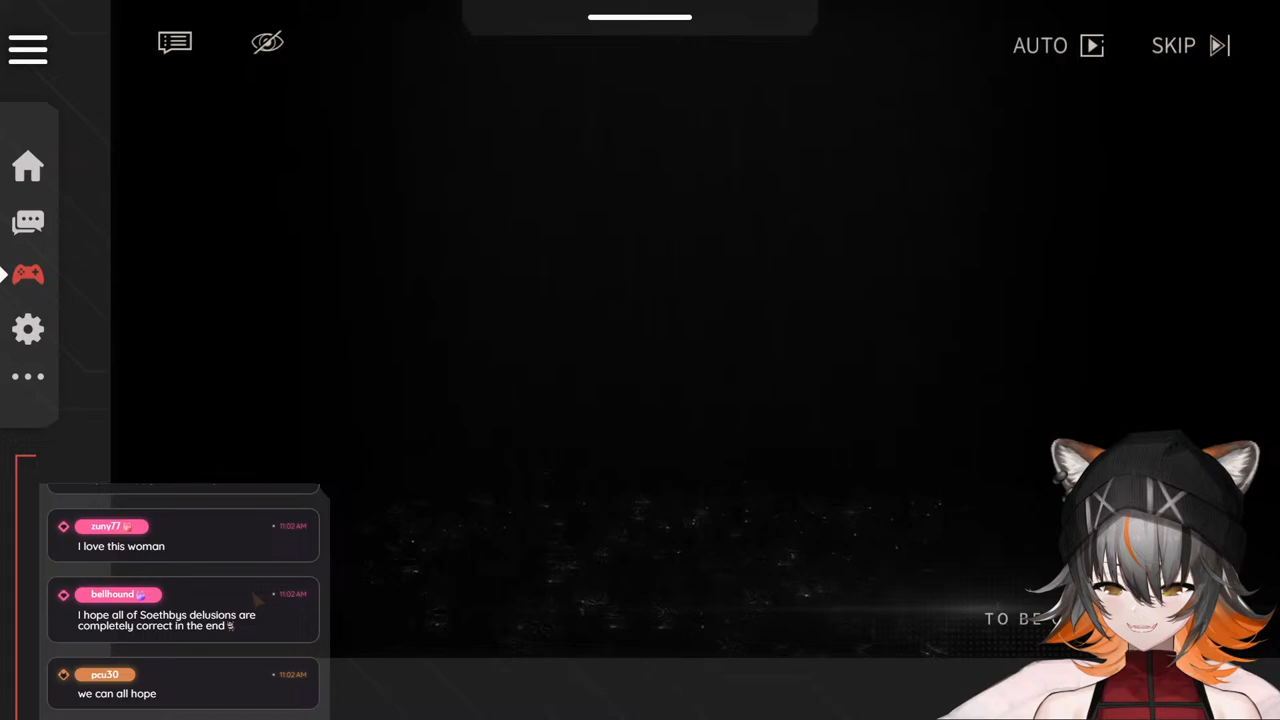 AUTO
SKIP
zuny77
11:02 AM
I love this woman
bellhound
11:02 AM
I hope all of Soethbys delusions are
completely correct in the end
pcu30
11:02 AM
we can all hope
TO BE